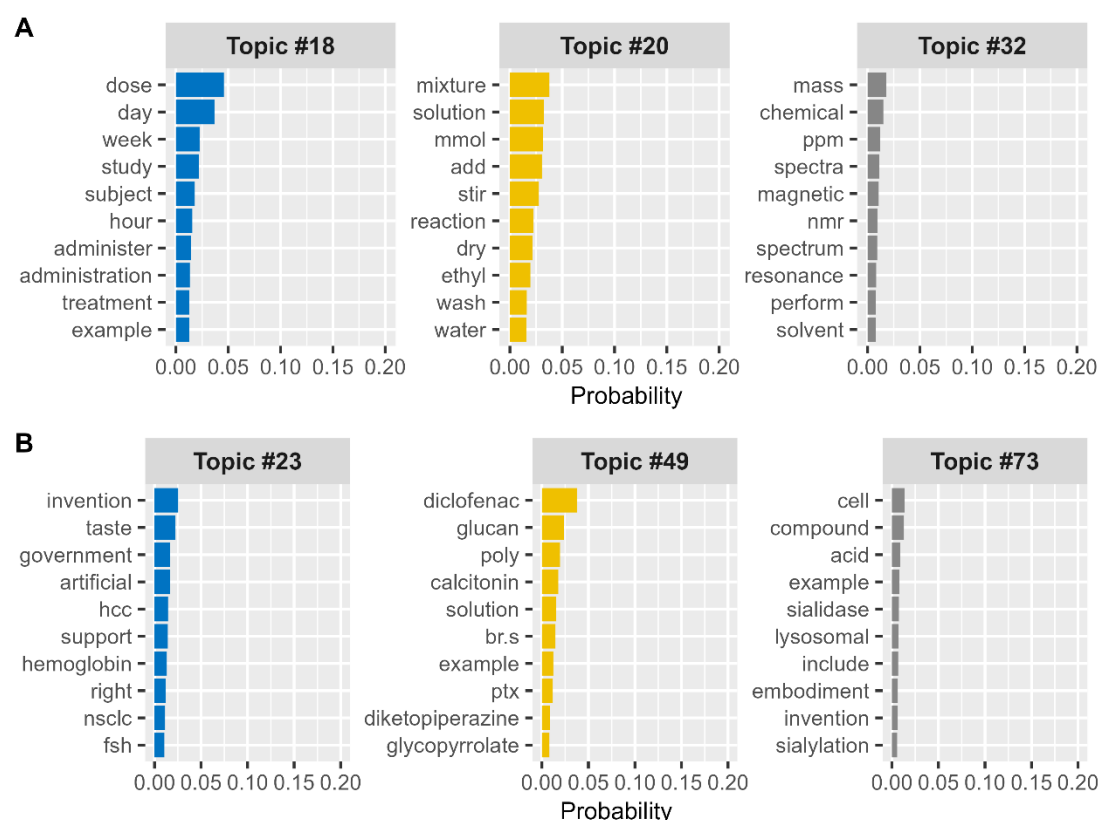 A
Topic #18
Topic #20
Topic #32
dose
day
week
study
subject
hour
administer
administration
treatment
example
mixture
solution
mmol
add
stir
reaction
dry
ethyl
wash
water
mass
chemical
ppm
spectra
magnetic
nmr
spectrum
resonance
perform
solvent
0.00 0.05 0.10 0.15 0.20
0.00 0.05 0.10 0.15 0.20
0.00 0.05 0.10 0.15 0.20
Probability
B
Topic #23
Topic #49
Topic #73
invention
taste
government
artificial
hcc
support
hemoglobin
right
nsclc
fsh
diclofenac
glucan
poly
calcitonin
solution
br.s
example
ptx
diketopiperazine
glycopyrrolate
cell
compound
acid
example
sialidase
lysosomal
include
embodiment
invention
sialylation
0.00 0.05 0.10 0.15 0.20
0.00 0.05 0.10 0.15 0.20
0.00 0.05 0.10 0.15 0.20
Probability